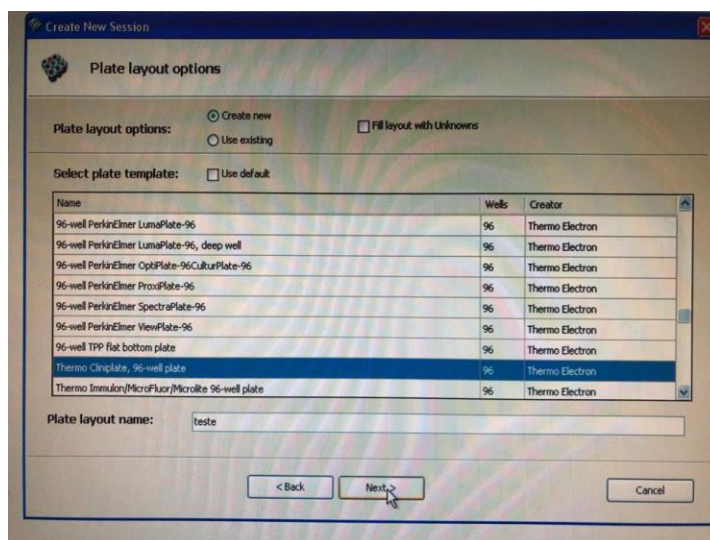 Create New Session
Plate layout options
Plate layout options:
Create new
Use existing
Fill layout with Unknowns
Select plate template:
Use default
Name Wells Creator
96-well PerkinElmer LumaPlate-96 96 Thermo Electron
96-well PerkinElmer LumaPlate-96, deep well 96 Thermo Electron
96-well PerkinElmer OptiPlate-96CulturPlate-96 96 Thermo Electron
96-well PerkinElmer ProxiPlate-96 96 Thermo Electron
96-well PerkinElmer SpectraPlate-96 96 Thermo Electron
96-well PerkinElmer ViewPlate-96 96 Thermo Electron
96-well TPP flat bottom plate 96 Thermo Electron
Thermo Cliniplate, 96-well plate 96 Thermo Electron
Thermo Immulon/MicroFluor/Microlite 96-well plate 96 Thermo Electron
Plate layout name: teste
< Back Next > Cancel